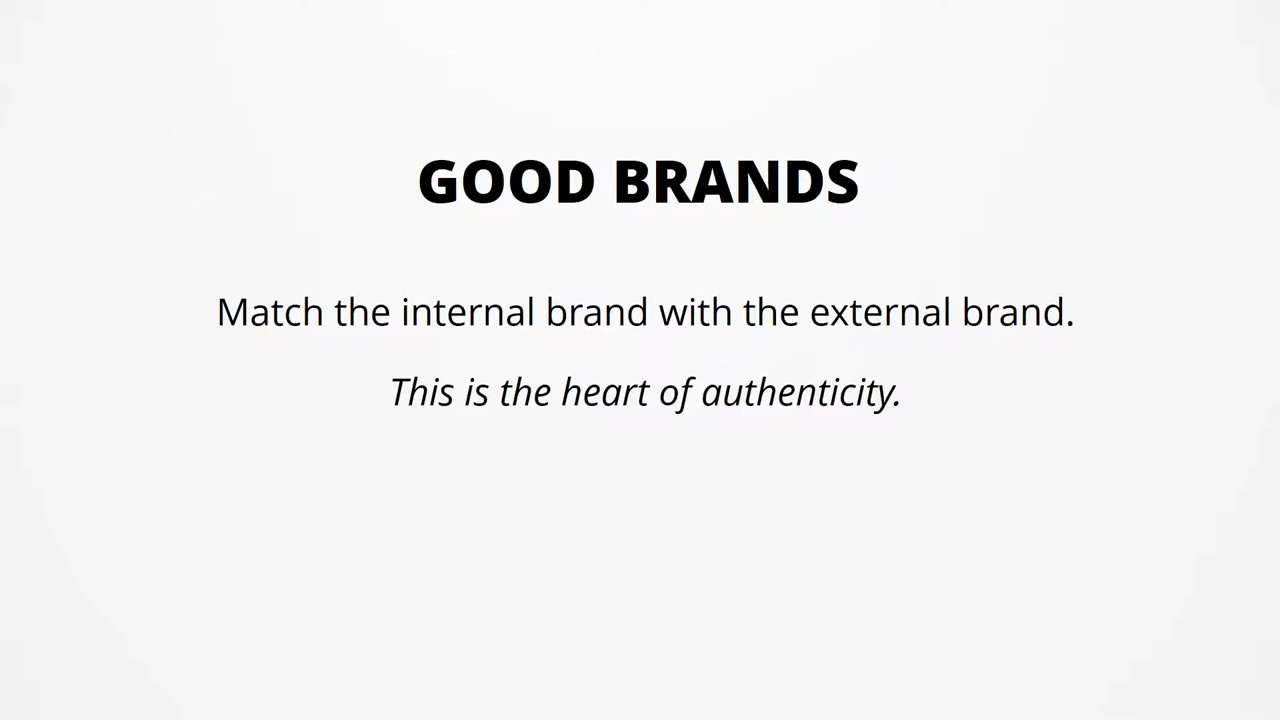 GOOD BRANDS
Match the internal brand with the external brand.
This is the heart of authenticity.